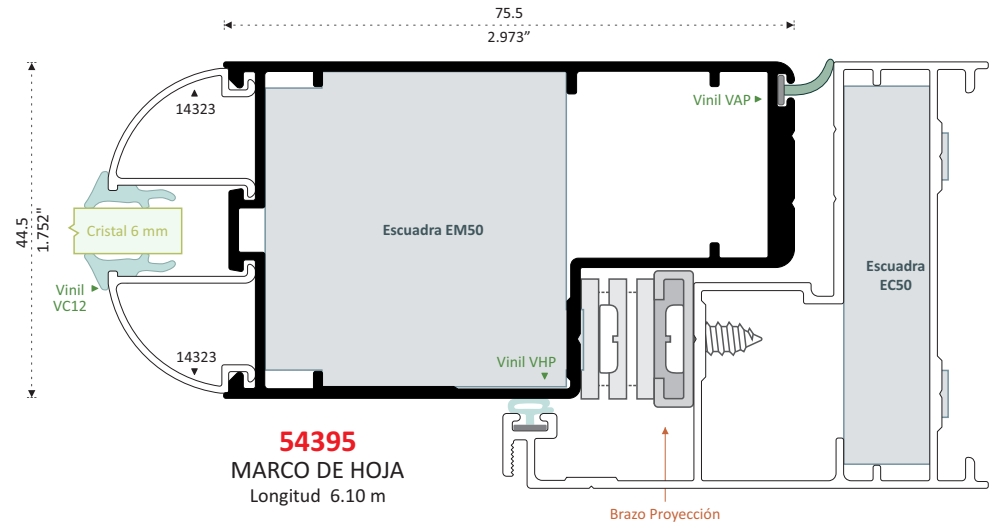 75.5
2.973”
14323
Vinil VAP
44.5
1.752"
Cristal 6 mm
Escuadra EM50
Escuadra
EC50
Vinil
VC12
14323
Vinil VHP
54395
MARCO DE HOJA
Longitud 6.10 m
Brazo Proyección